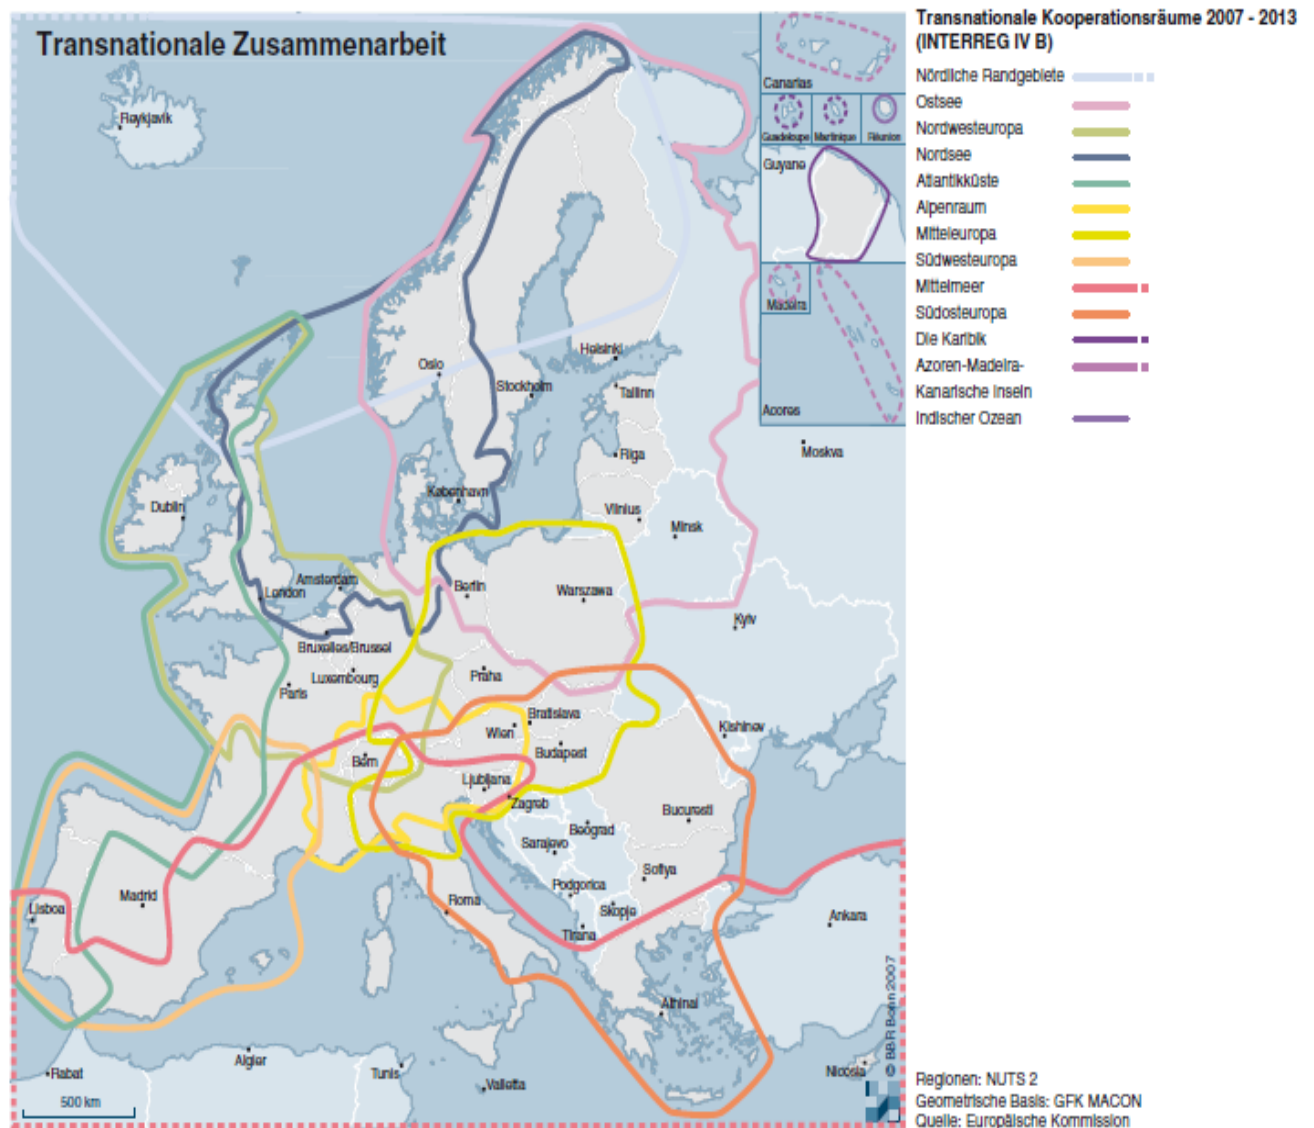 Transnationale Zusammenarbeit
Transnationale Kooperationsräume 2007 - 2013
(INTERREG IV B)
Nördliche Randgebiete
Ostsee
Nordwesteuropa
Nordsee
Atlantikküste
Alpenraum
Mitteleuropa
Südwesteuropa
Mittelmeer
Südosteuropa
Die Karibik
Azoren-Madeira-
Kanarische Inseln
Indischer Ozean
Canarias
Guadeloupe
Martinique
Réunion
Guyane
Madeira
Acores
Reykjavik
Oslo
Helsinki
Stockholm
Tallinn
Riga
Moskva
København
Vilnius
Minsk
Dublin
London
Amsterdam
Berlin
Warszawa
Kyiv
Bruxelles/Brussel
Luxembourg
Praha
Paris
Bratislava
Wien
Kishinev
Budapest
Bern
Ljubljana
Zagreb
Bucuresti
Beograd
Sarajevo
Sofiya
Podgorica
Skopje
Tirana
Madrid
Lisboa
Roma
Ankara
Athinai
Rabat
Algier
Tunis
Valletta
Nicosia
500 km
© BBR Bonn 2007
Regionen: NUTS 2
Geometrische Basis: GFK MACON
Quelle: Europäische Kommission